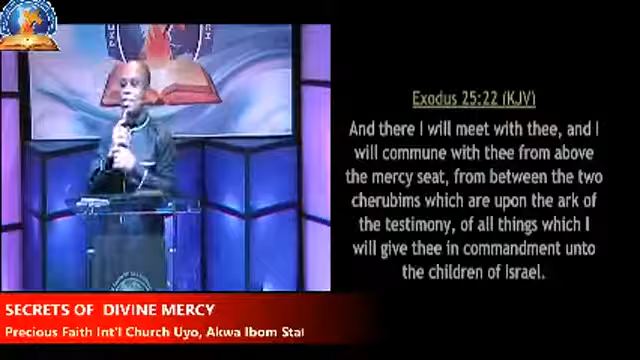 Exodus 25:22 (KJV)
And there I will meet with thee, and I
will commune with thee from above
the mercy seat, from between the two
cherubims which are upon the ark of
the testimony, of all things which I
will give thee in commandment unto
the children of Israel.
SECRETS OF DIVINE MERCY
Precious Faith Int'l Church Uyo, Akwa Ibom Stat